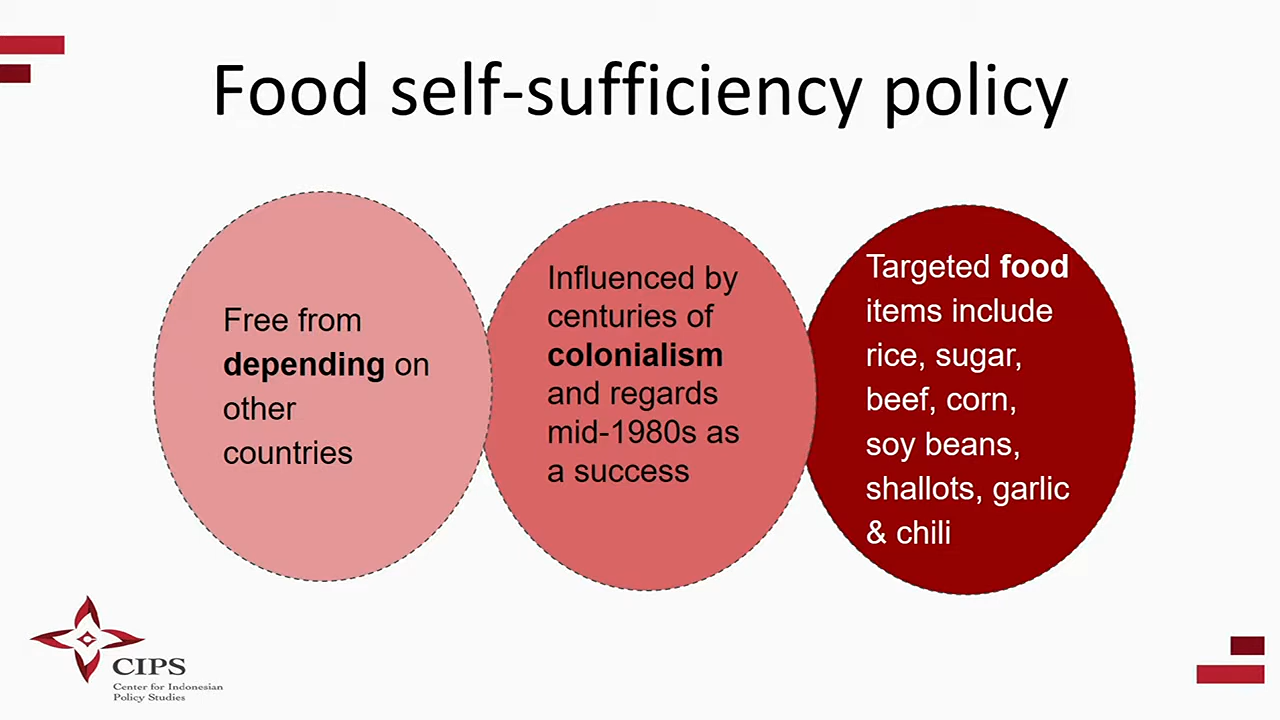 Food self-sufficiency policy
Free from
depending on
other
countries
Influenced by
centuries of
colonialism
and regards
mid-1980s as
a success
Targeted food
items include
rice, sugar,
beef, corn,
soy beans,
shallots, garlic
& chili
CIPS
Center for Indonesian
Policy Studies